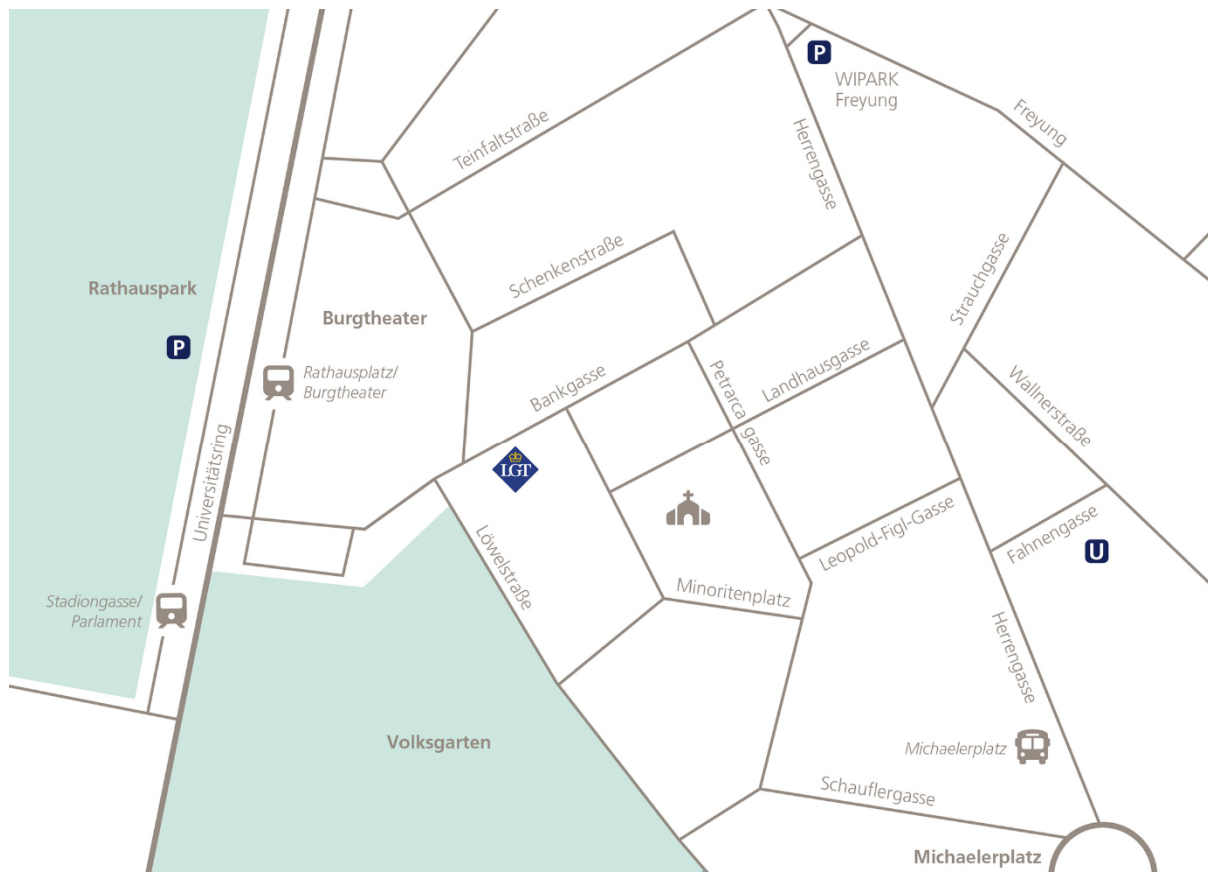 P
WIPARK
Freyung
Freyung
Teinfaltstraße
Herrengasse
Schenkenstraße
Strauchgasse
Rathauspark
Burgtheater
P
Rathausplatz/
Burgtheater
Bankgasse
Petrarca gasse
Landhausgasse
Wallnerstraße
Universitätsring
LGT
Löwelstraße
Leopold-Figl-Gasse
Fahnengasse
U
Stadiongasse/
Parlament
Minoritenplatz
Herrengasse
Volksgarten
Michaelerplatz
Schauflergasse
Michaelerplatz